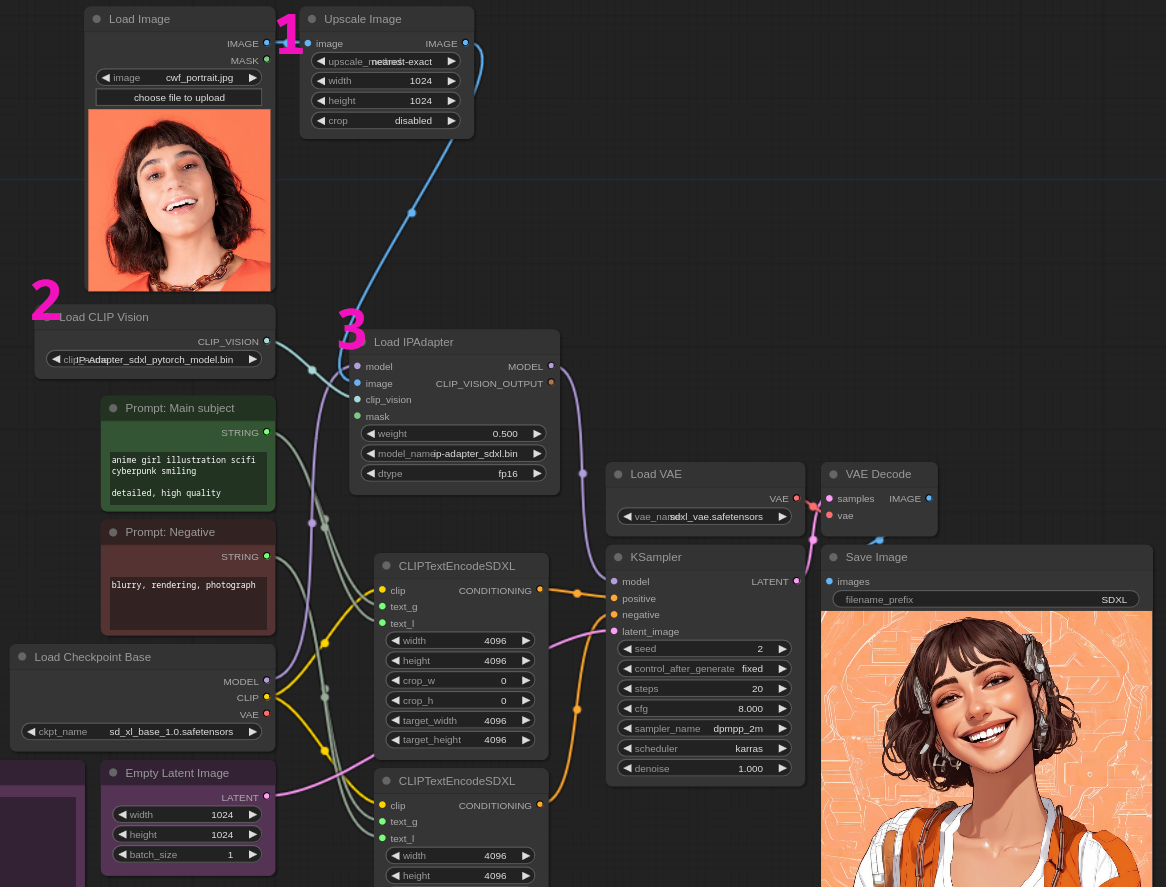 Load Image
IMAGE
MASK
image cwf_portrait.jpg
choose file to upload
1
Upscale Image
image IMAGE
nearest-exact
width 1024
height 1024
crop disabled
2
Load CLIP Vision
CLIP_VISION
IP-Adapter_sdxl_pytorch_model.bin
3
Load IPAdapter
model MODEL
image CLIP_VISION_OUTPUT
clip_vision
mask
weight 0.500
model_name ip-adapter_sdxl.bin
dtype fp16
Prompt: Main subject
STRING
anime girl illustration scifi
cyberpunk smiling
detailed, high quality
Prompt: Negative
STRING
blurry, rendering, photograph
Load Checkpoint Base
MODEL
CLIP
VAE
ckpt_name sd_xl_base_1.0.safetensors
Empty Latent Image
LATENT
width 1024
height 1024
batch_size 1
CLIPTextEncodeSDXL
clip CONDITIONING
text_g
text_l
width 4096
height 4096
crop_w 0
crop_h 0
target_width 4096
target_height 4096
CLIPTextEncodeSDXL
clip CONDITIONING
text_g
text_l
width 4096
height 4096
Load VAE
VAE
sdxl_vae.safetensors
VAE Decode
samples IMAGE
vae
KSampler
model LATENT
positive
negative
latent_image
seed 2
control_after_generate fixed
steps 20
cfg 8.000
sampler_name dpmpp_2m
scheduler karras
denoise 1.000
Save Image
images
filename_prefix SDXL